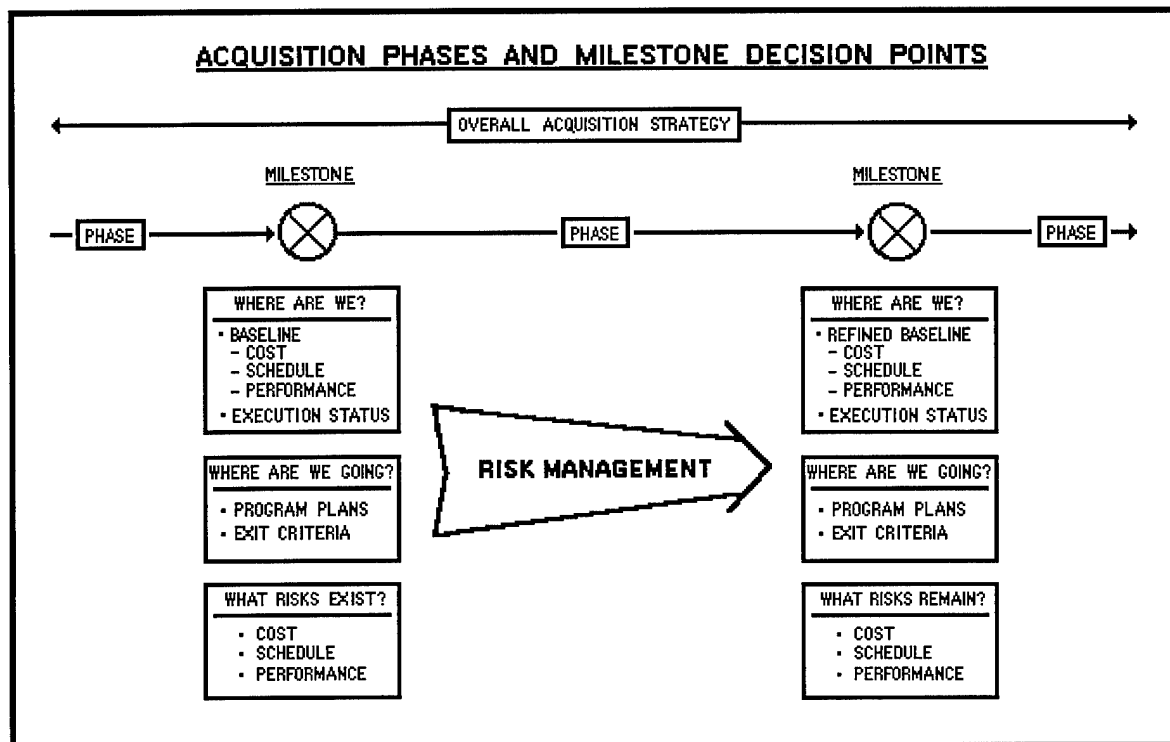 ACQUISITION PHASES AND MILESTONE DECISION POINTS
OVERALL ACQUISITION STRATEGY
MILESTONE
MILESTONE
PHASE
PHASE
PHASE
WHERE ARE WE?
• BASELINE
– COST
– SCHEDULE
– PERFORMANCE
• EXECUTION STATUS
WHERE ARE WE GOING?
• PROGRAM PLANS
• EXIT CRITERIA
WHAT RISKS EXIST?
• COST
• SCHEDULE
• PERFORMANCE
RISK MANAGEMENT
WHERE ARE WE?
• REFINED BASELINE
– COST
– SCHEDULE
– PERFORMANCE
• EXECUTION STATUS
WHERE ARE WE GOING?
• PROGRAM PLANS
• EXIT CRITERIA
WHAT RISKS REMAIN?
• COST
• SCHEDULE
• PERFORMANCE